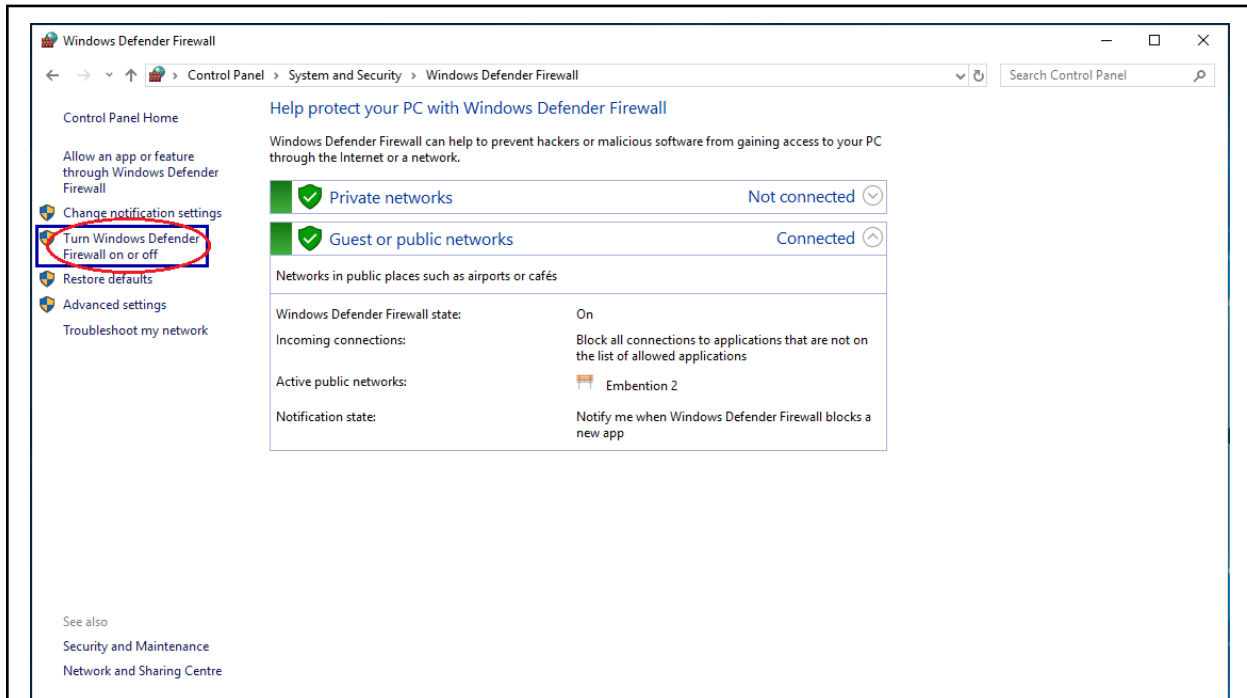 Windows Defender Firewall
Control Panel > System and Security > Windows Defender Firewall
Search Control Panel
Control Panel Home
Allow an app or feature
through Windows Defender
Firewall
Change notification settings
Turn Windows Defender
Firewall on or off
Restore defaults
Advanced settings
Troubleshoot my network
Help protect your PC with Windows Defender Firewall
Windows Defender Firewall can help to prevent hackers or malicious software from gaining access to your PC
through the Internet or a network.
Private networks Not connected
Guest or public networks Connected
Networks in public places such as airports or cafés
Windows Defender Firewall state: On
Incoming connections: Block all connections to applications that are not on
the list of allowed applications
Active public networks: Embention 2
Notification state: Notify me when Windows Defender Firewall blocks a
new app
See also
Security and Maintenance
Network and Sharing Centre